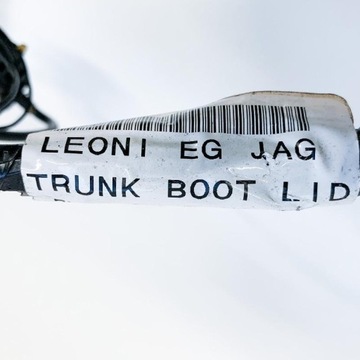 LEONI EG JAG
TRUNK BOOT LID